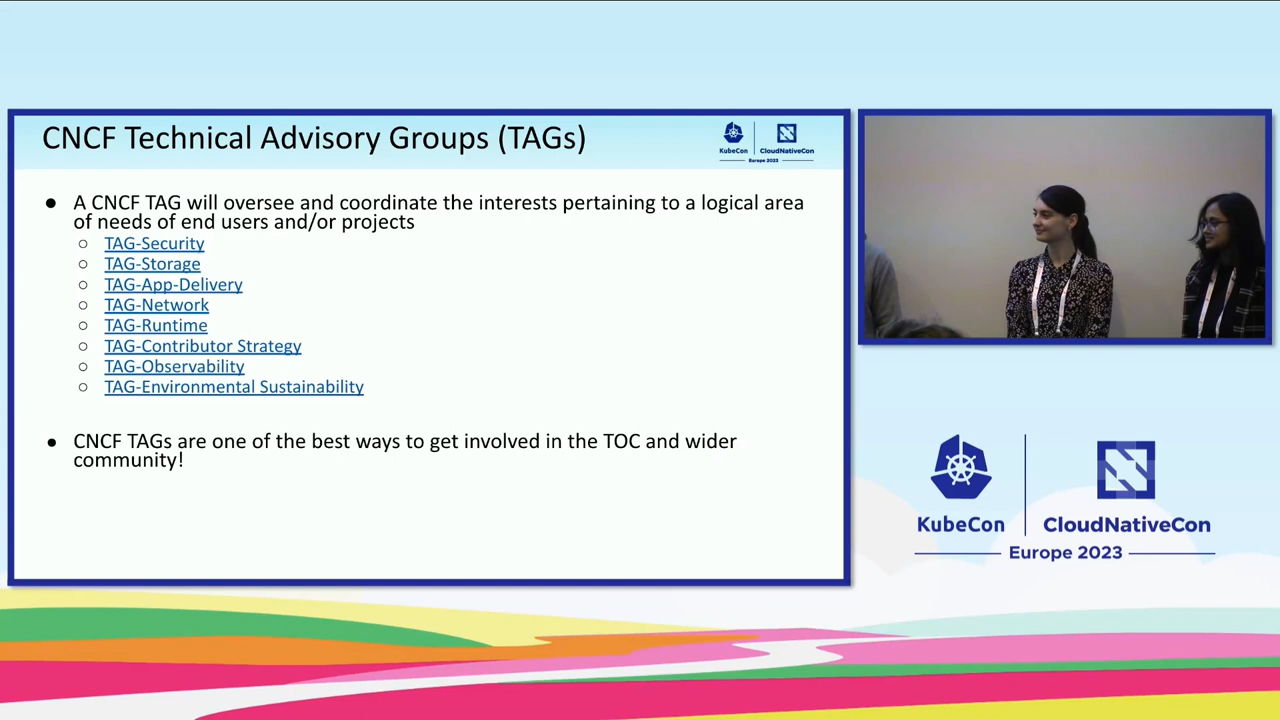 CNCF Technical Advisory Groups (TAGs)
KubeCon
CloudNativeCon
Europe 2023
● A CNCF TAG will oversee and coordinate the interests pertaining to a logical area
of needs of end users and/or projects
○ TAG-Security
○ TAG-Storage
○ TAG-App-Delivery
○ TAG-Network
○ TAG-Runtime
○ TAG-Contributor Strategy
○ TAG-Observability
○ TAG-Environmental Sustainability
● CNCF TAGs are one of the best ways to get involved in the TOC and wider
community!
KubeCon
CloudNativeCon
Europe 2023